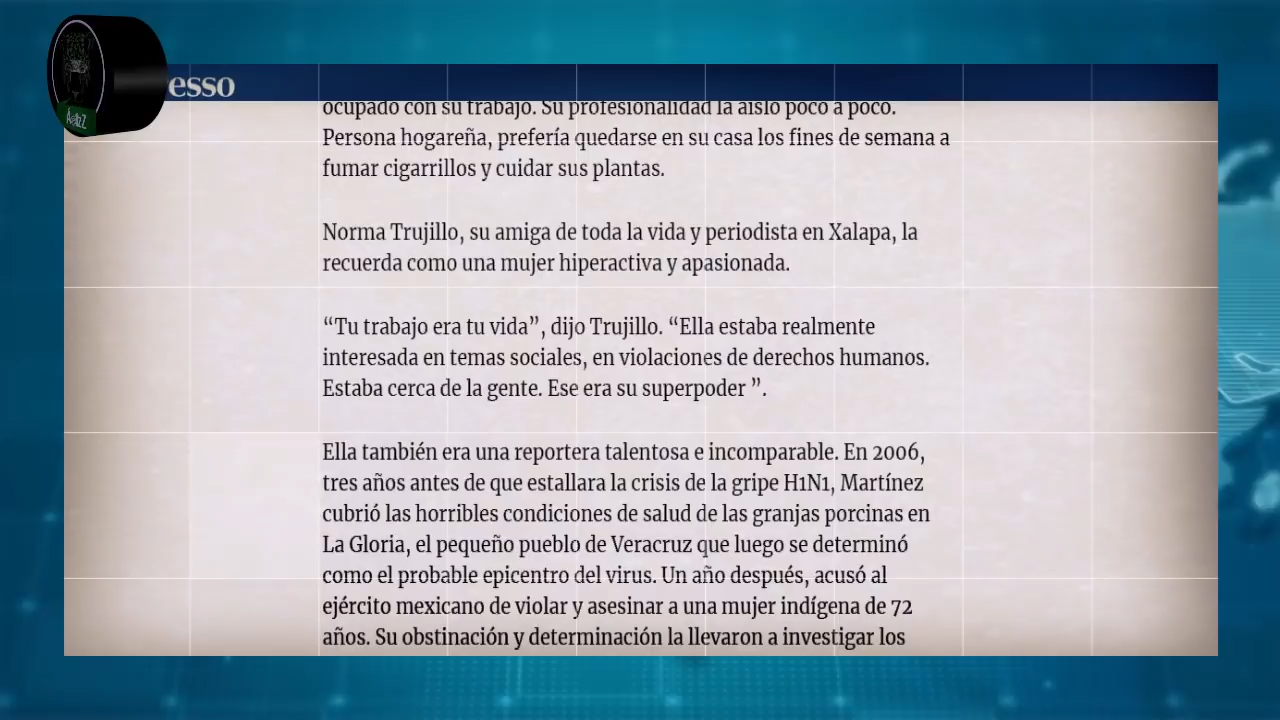 esso
ocupado con su trabajo. Su profesionalidad la aisló poco a poco.
Persona hogareña, prefería quedarse en su casa los fines de semana a
fumar cigarrillos y cuidar sus plantas.
Norma Trujillo, su amiga de toda la vida y periodista en Xalapa, la
recuerda como una mujer hiperactiva y apasionada.
“Tu trabajo era tu vida”, dijo Trujillo. “Ella estaba realmente
interesada en temas sociales, en violaciones de derechos humanos.
Estaba cerca de la gente. Ese era su superpoder ”.
Ella también era una reportera talentosa e incomparable. En 2006,
tres años antes de que estallara la crisis de la gripe H1N1, Martínez
cubrió las horribles condiciones de salud de las granjas porcinas en
La Gloria, el pequeño pueblo de Veracruz que luego se determinó
como el probable epicentro del virus. Un año después, acusó al
ejército mexicano de violar y asesinar a una mujer indígena de 72
años. Su obstinación y determinación la llevaron a investigar los